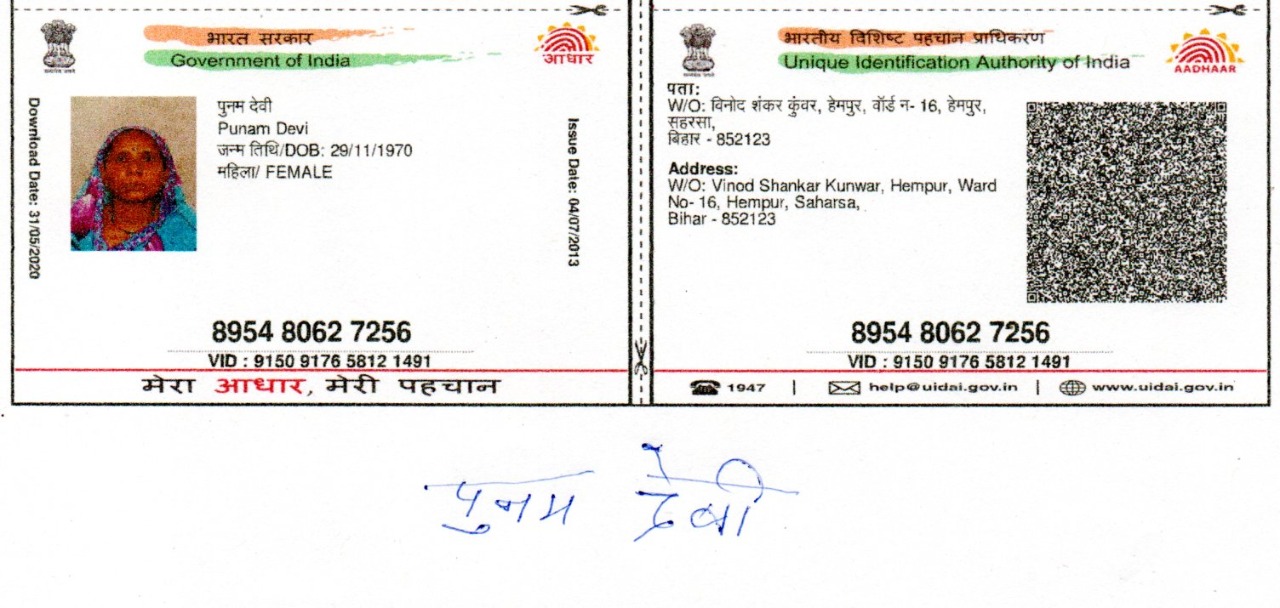 भारत सरकार
Government of India
आधार
Download Date: 31/05/2020
पुनम देवी
Punam Devi
जन्म तिथि/DOB: 29/11/1970
महिला/ FEMALE
Issue Date: 04/07/2013
8954 8062 7256
VID : 9150 9176 5812 1491
मेरा आधार, मेरी पहचान
भारतीय विशिष्ट पहचान प्राधिकरण
Unique Identification Authority of India
AADHAAR
पता:
W/O: विनोद शंकर कुंवर, हेमपुर, वॉर्ड न- 16, हेमपुर,
सहरसा,
बिहार - 852123
Address:
W/O: Vinod Shankar Kunwar, Hempur, Ward
No- 16, Hempur, Saharsa,
Bihar - 852123
8954 8062 7256
VID : 9150 9176 5812 1491
1947 | help@uidai.gov.in | www.uidai.gov.in
पुनम देवी